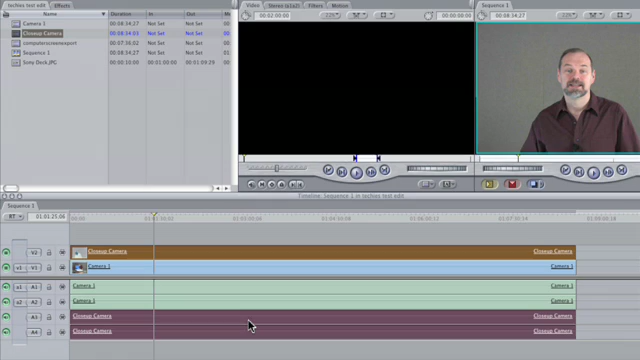 techies test edit Effects
Name Duration In Out
Camera 1 00:08:34;27 Not Set Not Set
Closeup Camera 00:08:34;03 Not Set Not Set
computerscreenexport 00:07:36;02 Not Set Not Set
Sequence 1 00:08:34;27 Not Set Not Set
Sony Deck.JPG 00:00:10;00 00:01:00;00 00:01:09;29
Video Stereo (a1a2) Filters Motion
00:02:00;00 00:00:00;00
Sequence 1
00:08:34;27
Timeline: Sequence 1 in techies test edit
Sequence 1
RT 01:01:25.06
V2 Closeup Camera Closeup Camera
v1 V1 Camera 1 Camera 1
a1 A1 Camera 1 Camera 1
a2 A2 Camera 1 Camera 1
A3 Closeup Camera Closeup Camera
A4 Closeup Camera Closeup Camera